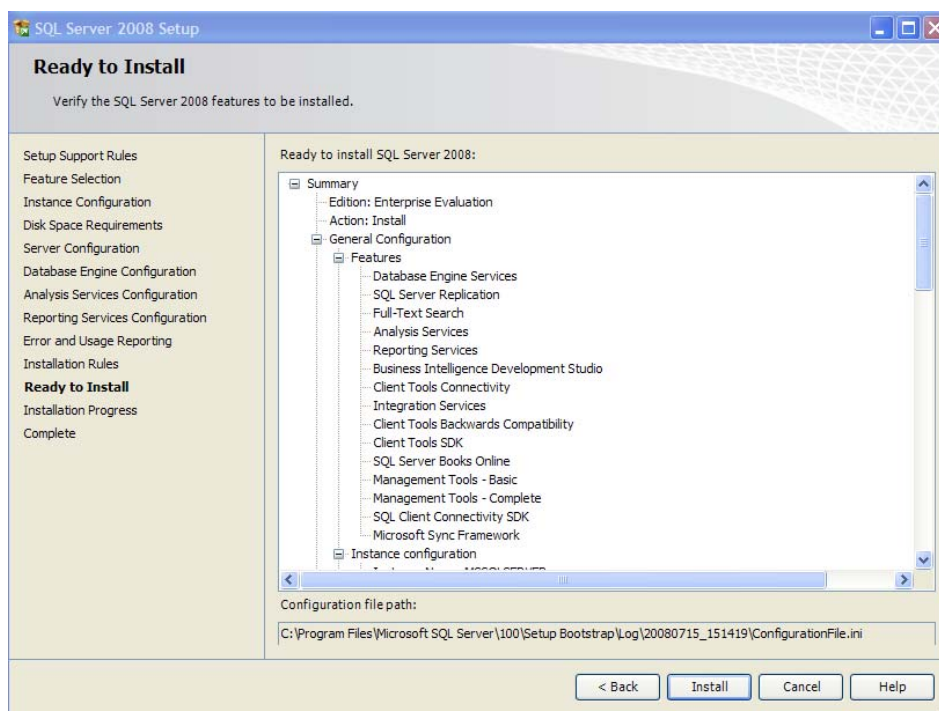 SQL Server 2008 Setup
Ready to Install
Verify the SQL Server 2008 features to be installed.
Setup Support Rules
Feature Selection
Instance Configuration
Disk Space Requirements
Server Configuration
Database Engine Configuration
Analysis Services Configuration
Reporting Services Configuration
Error and Usage Reporting
Installation Rules
Ready to Install
Installation Progress
Complete
Ready to install SQL Server 2008:
Summary
Edition: Enterprise Evaluation
Action: Install
General Configuration
Features
Database Engine Services
SQL Server Replication
Full-Text Search
Analysis Services
Reporting Services
Business Intelligence Development Studio
Client Tools Connectivity
Integration Services
Client Tools Backwards Compatibility
Client Tools SDK
SQL Server Books Online
Management Tools - Basic
Management Tools - Complete
SQL Client Connectivity SDK
Microsoft Sync Framework
Instance configuration
Configuration file path:
C:\Program Files\Microsoft SQL Server\100\Setup Bootstrap\Log\20080715_151419\ConfigurationFile.ini
< Back
Install
Cancel
Help